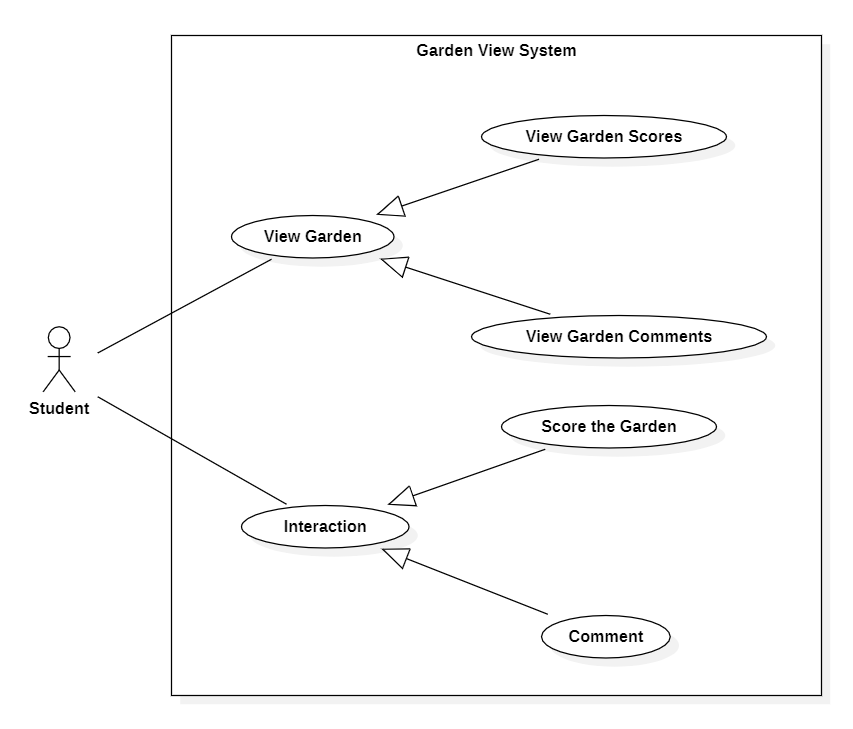 Garden View System
View Garden Scores
View Garden
View Garden Comments
Student
Score the Garden
Interaction
Comment